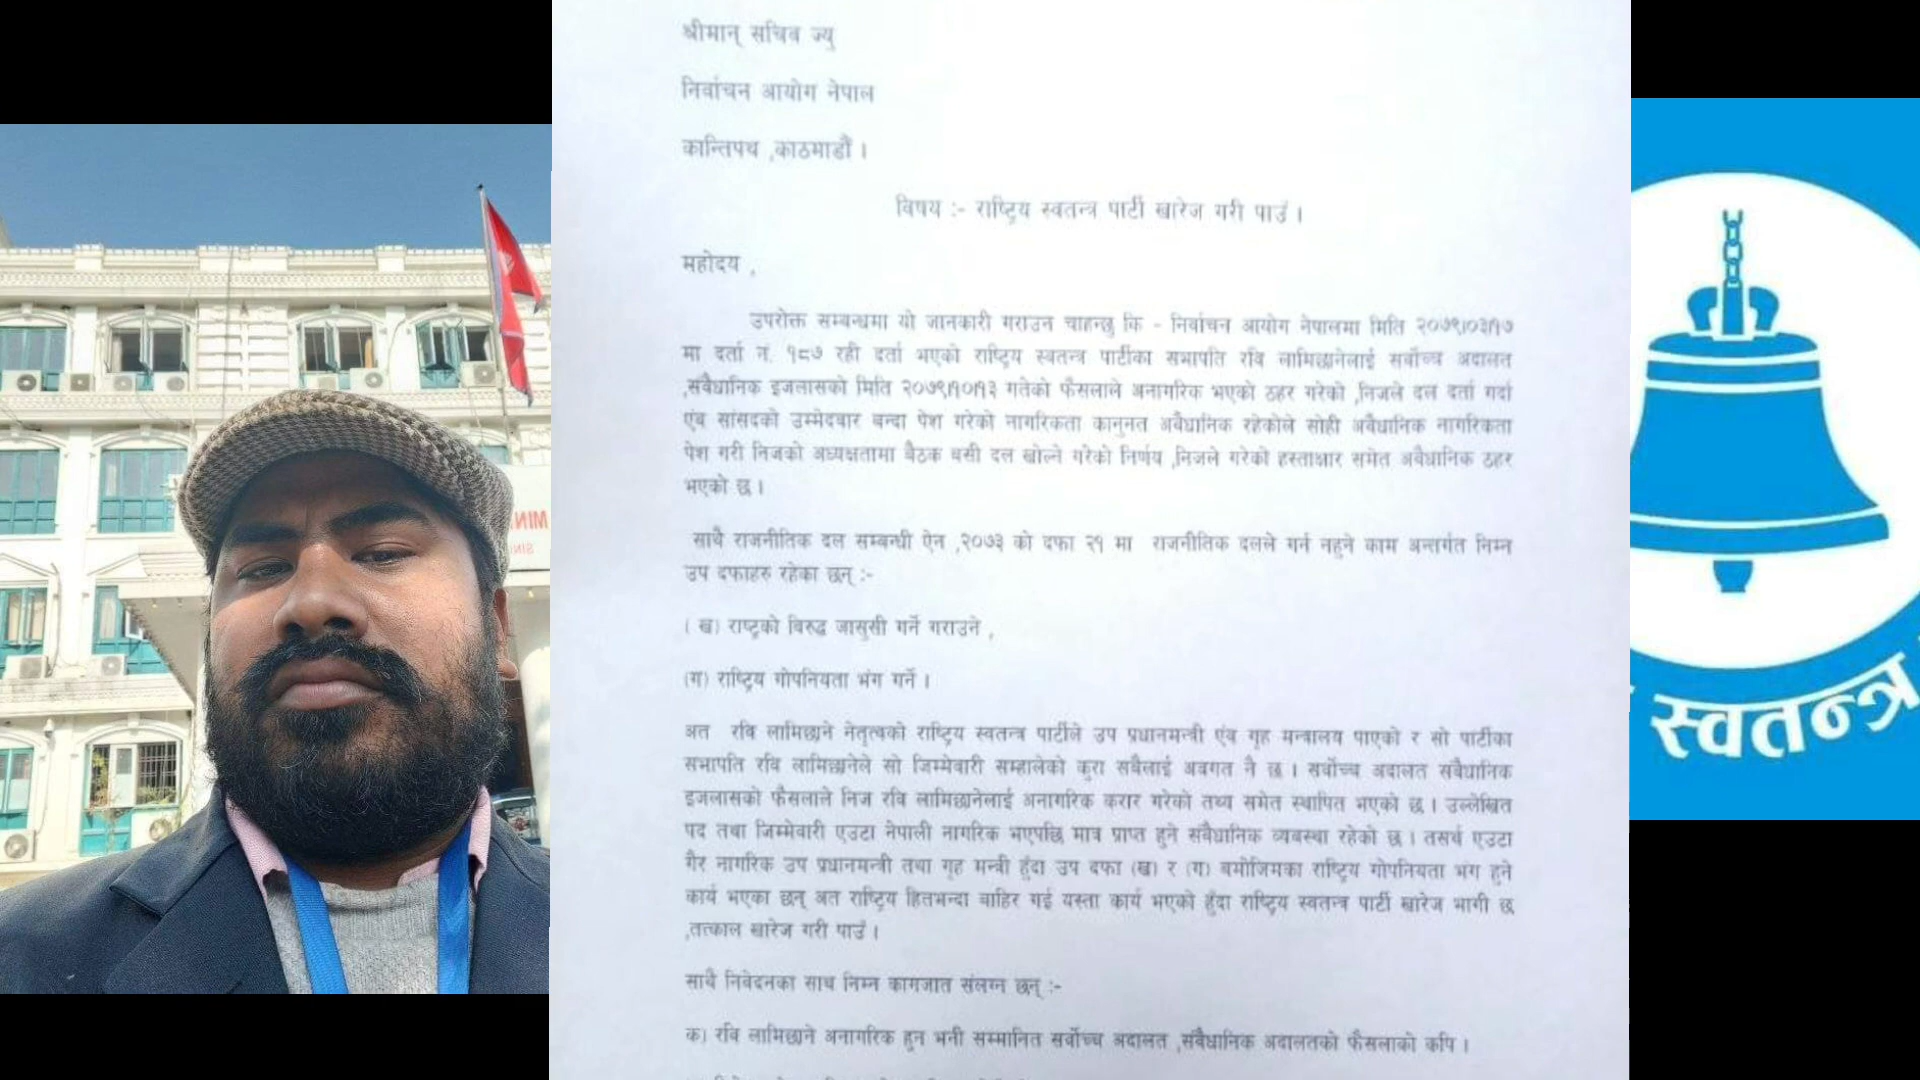 श्रीमान् सचिव ज्यु
निर्वाचन आयोग नेपाल
कान्तिपथ ,काठमाडौं ।
विषय :- राष्ट्रिय स्वतन्त्र पार्टी खारेज गरी पाउँ ।
महोदय ,
उपरोक्त सम्बन्धमा यो जानकारी गराउन चाहन्छु कि - निर्वाचन आयोग नेपालमा मिति २०७९।०३।१७
मा दर्ता न. १८७ रही दर्ता भएको राष्ट्रिय स्वतन्त्र पार्टीका सभापति रवि लामिछानेलाई सर्वोच्च अदालत
,संवैधानिक इजलासको मिति २०७९।१०।१३ गतेको फैसलाले अनागरिक भएको ठहर गरेको ,निजले दल दर्ता गर्दा
एंव सांसदको उम्मेदवार बन्दा पेश गरेको नागरिकता कानुनत अवैधानिक रहेकोले सोही अवैधानिक नागरिकता
पेश गरी निजको अध्यक्षतामा बैठक बसी दल खोल्ने गरेको निर्णय ,निजले गरेको हस्ताक्षार समेत अवैधानिक ठहर
भएको छ ।
साथै राजनीतिक दल सम्बन्धी ऐन ,२०७३ को दफा २१ मा राजनीतिक दलले गर्न नहुने काम अन्तर्गत निम्न
उप दफाहरु रहेका छन् :-
( ख) राष्ट्रको विरुद्ध जासुसी गर्ने गराउने ,
(ग) राष्ट्रिय गोपनियता भंग गर्ने ।
अत रवि लामिछाने नेतृत्वको राष्ट्रिय स्वतन्त्र पार्टीले उप प्रधानमन्त्री एंव गृह मन्त्रालय पाएको र सो पार्टीका
सभापति रवि लामिछानेले सो जिम्मेवारी सम्हालेको कुरा सबैलाई अवगत नै छ । सर्वोच्च अदालत संवैधानिक
इजलासको फैसलाले निज रवि लामिछानेलाई अनागरिक करार गरेको तथ्य समेत स्थापित भएको छ । उल्लेखित
पद तथा जिम्मेवारी एउटा नेपाली नागरिक भएपछि मात्र प्राप्त हुने संवैधानिक व्यबस्था रहेको छ । तसर्थ एउटा
गैर नागरिक उप प्रधानमन्त्री तथा गृह मन्त्री हुँदा उप दफा (ख) र (ग) बमोजिमका राष्ट्रिय गोपनियता भंग हुने
कार्य भएका छन् अत राष्ट्रिय हितभन्दा बाहिर गई यस्ता कार्य भएको हुँदा राष्ट्रिय स्वतन्त्र पार्टी खारेज भागी छ
,तत्काल खारेज गरी पाउँ ।
साथै निवेदनका साथ निम्न कागजात संलग्न छन् :-
क) रवि लामिछाने अनागरिक हुन भनी सम्मानित सर्वोच्च अदालत ,संवैधानिक अदालतको फैसलाको कपि ।
स्वतन्त्र
MIN
SIN